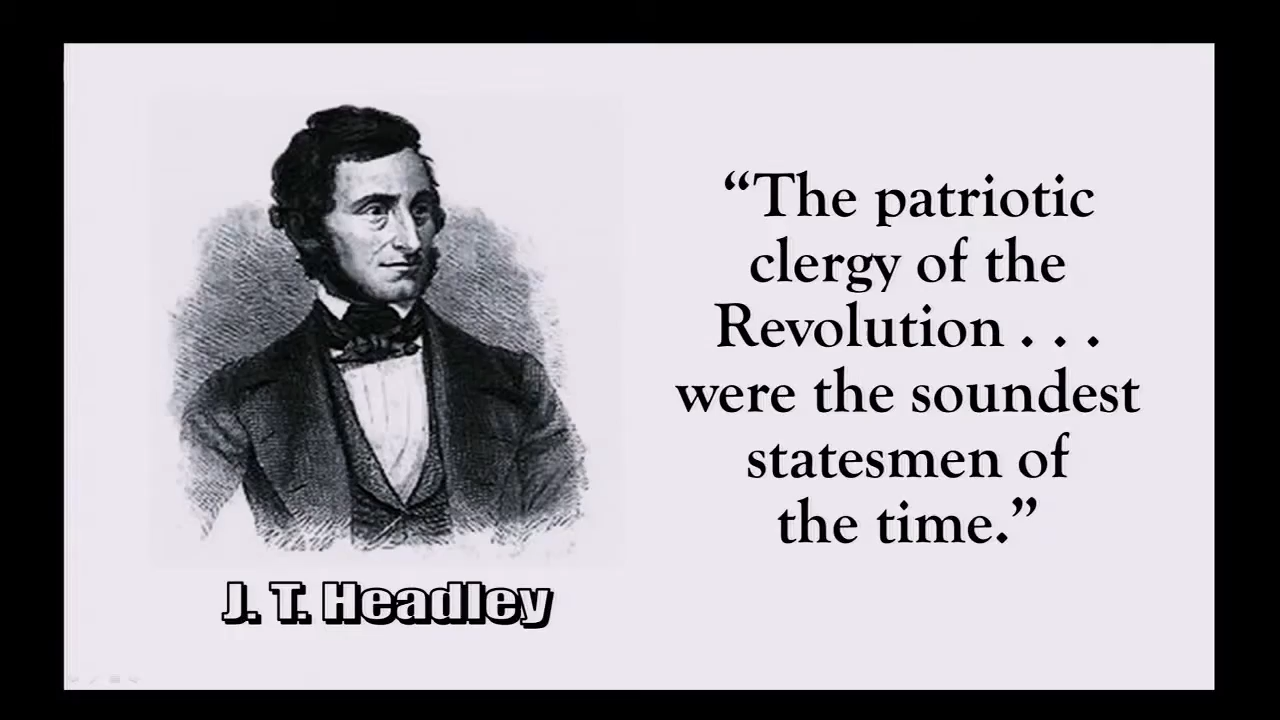 “The patriotic
clergy of the
Revolution . . .
were the soundest
statesmen of
the time.”
J. T. Headley